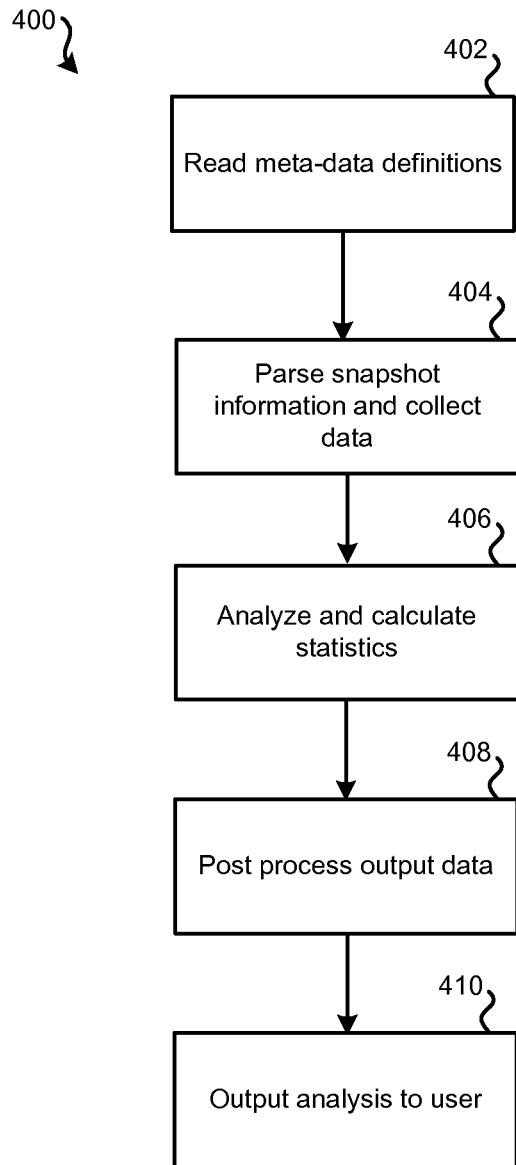 400
402
Read meta-data definitions
404
Parse snapshot
information and collect
data
406
Analyze and calculate
statistics
408
Post process output data
410
Output analysis to user